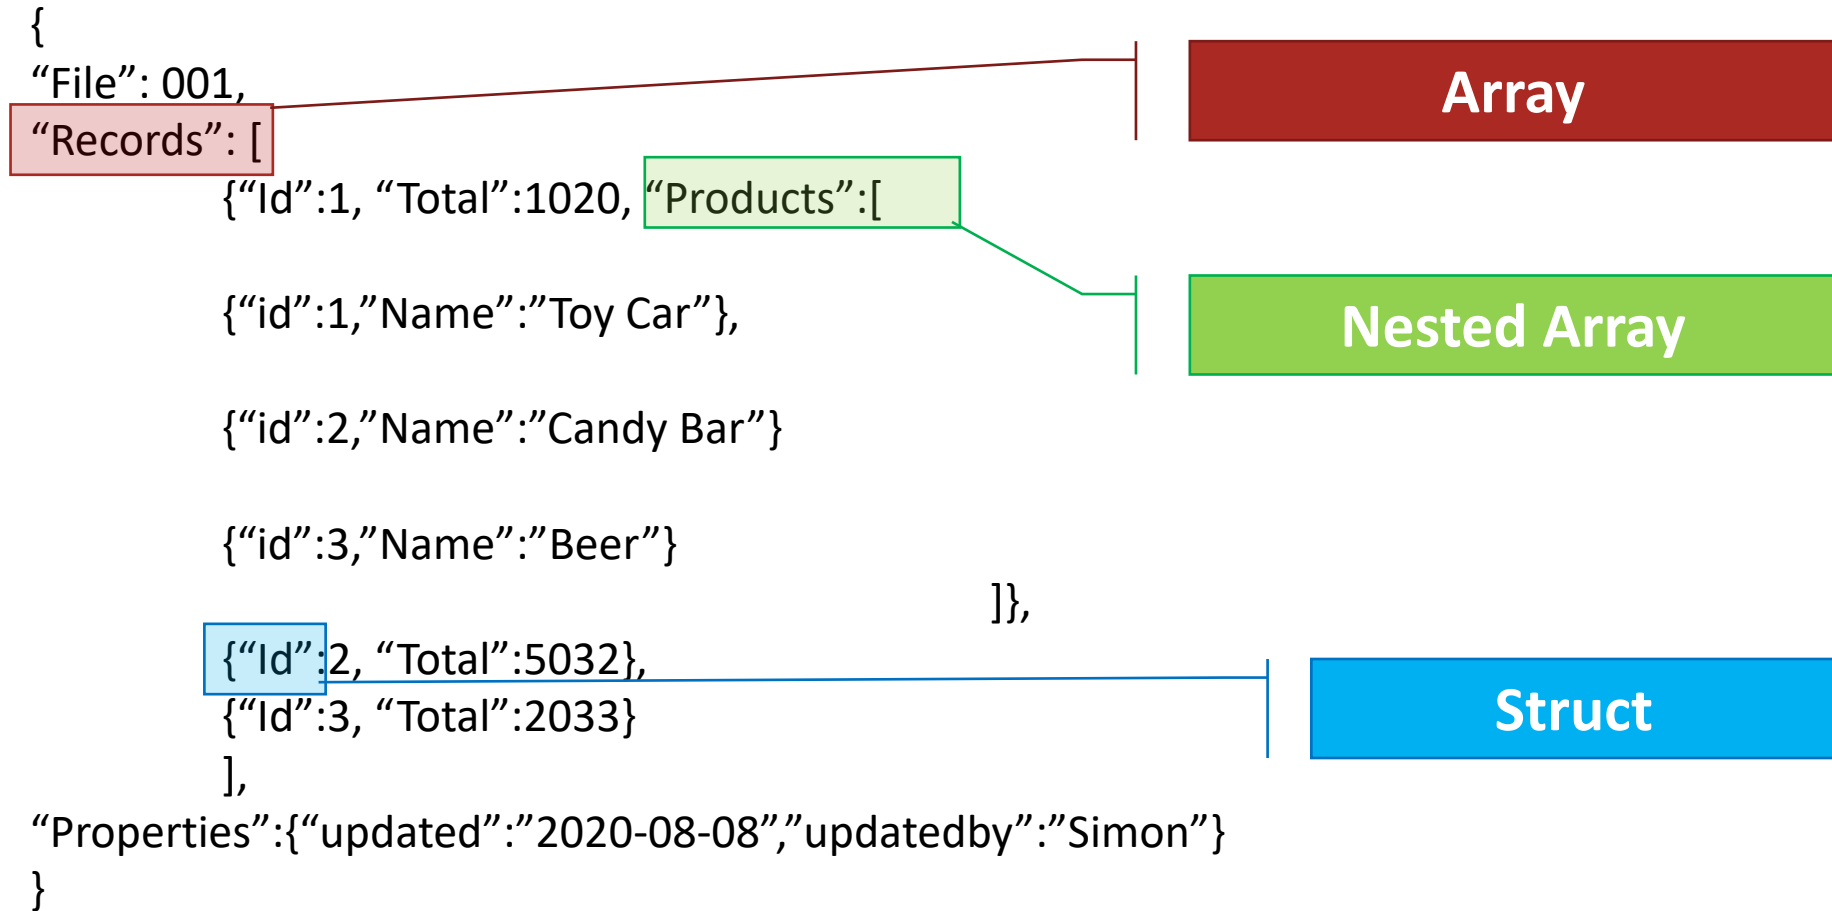 {
“File”: 001,
Array
“Records”: [
{“Id”:1, “Total”:1020, “Products”:[
{“id”:1,”Name”:”Toy Car”},
Nested Array
{“id”:2,”Name”:”Candy Bar”}
{“id”:3,”Name”:”Beer”}
]},
{“Id”:2, “Total”:5032},
{“Id”:3, “Total”:2033}
Struct
],
“Properties”:{“updated”:”2020-08-08”,”updatedby”:”Simon”}
}